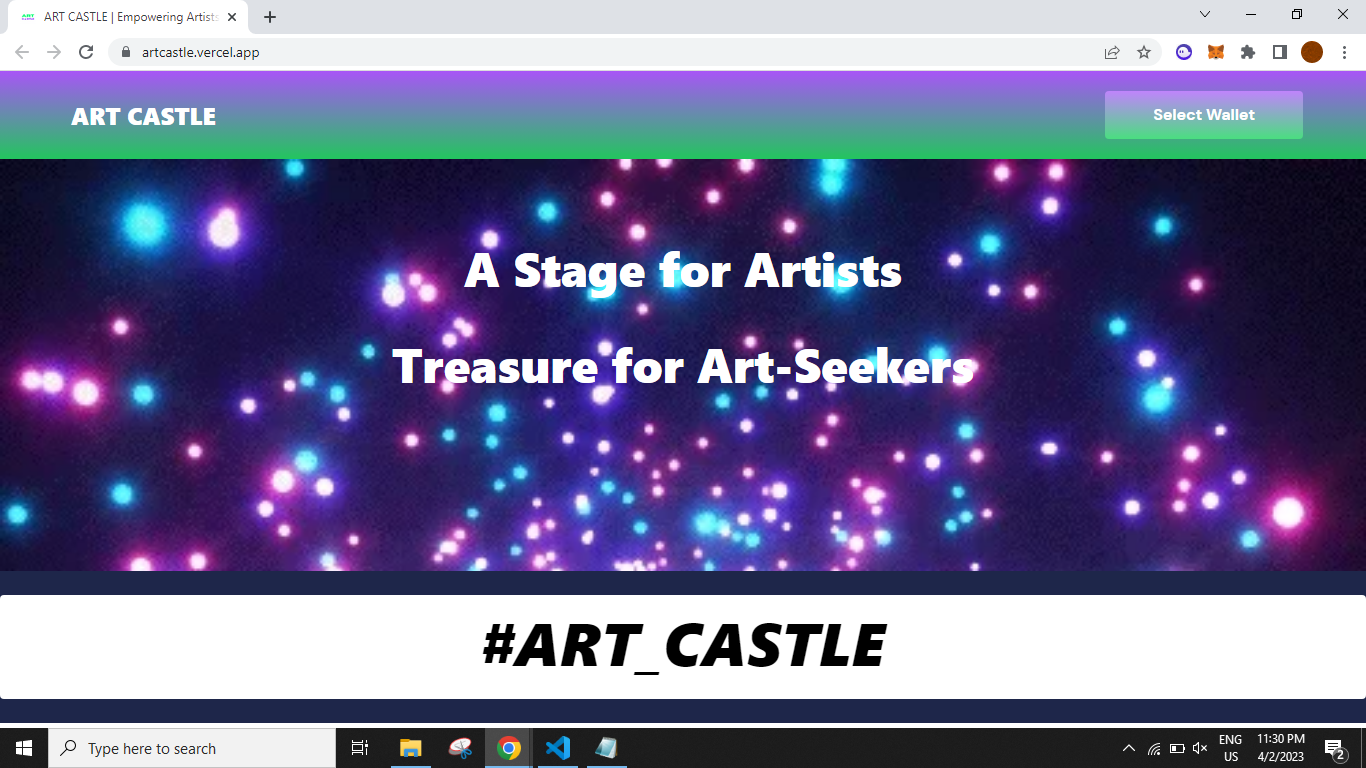 ART CASTLE | Empowering Artists
artcastle.vercel.app
ART CASTLE
Select Wallet
A Stage for Artists
Treasure for Art-Seekers
#ART_CASTLE
Type here to search
ENG
US
11:30 PM
4/2/2023
2